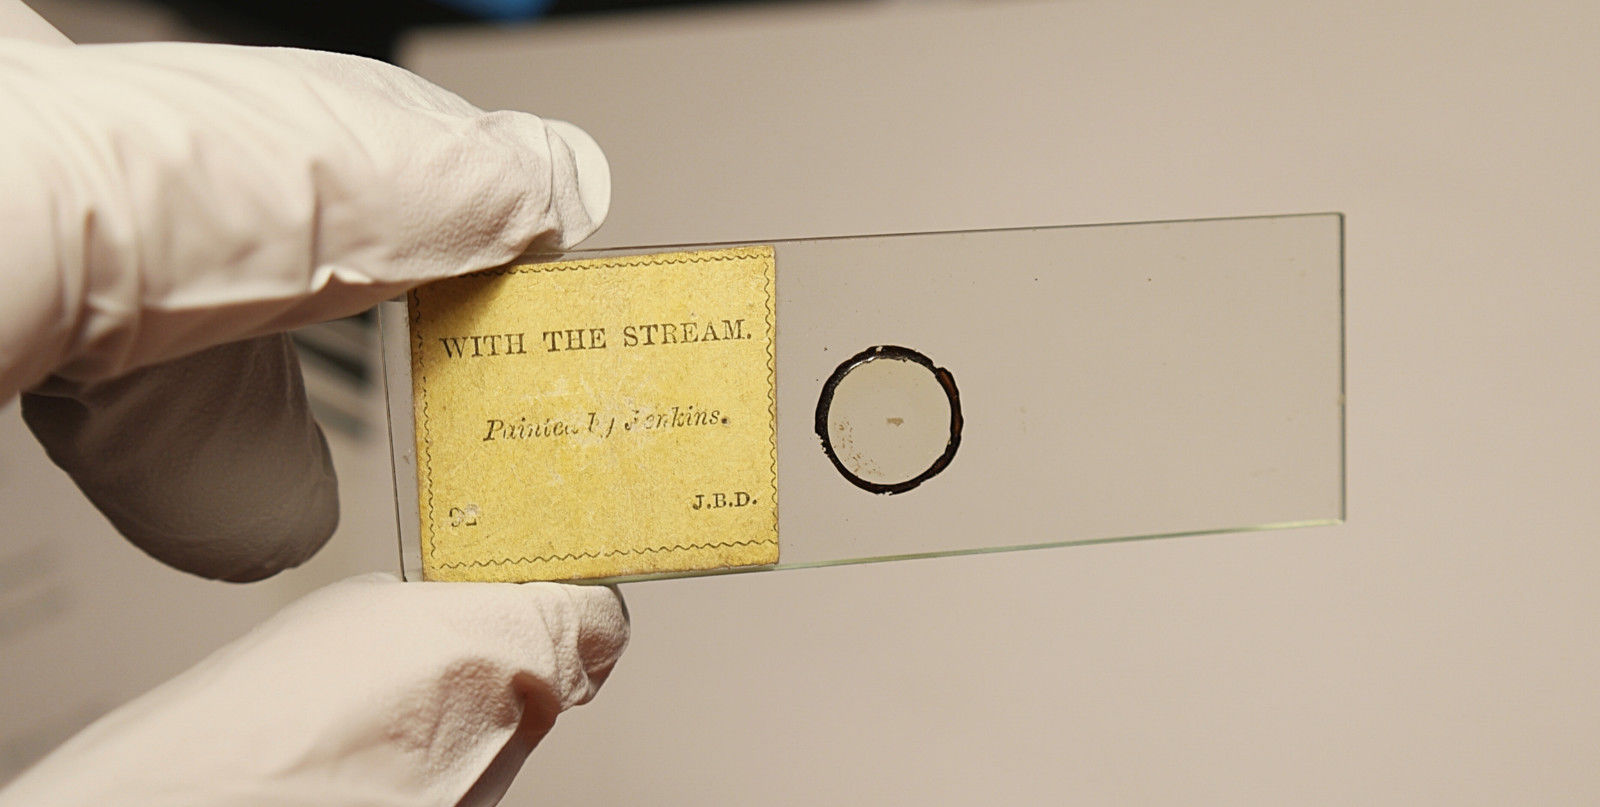 WITH THE STREAM.
Painted by Jenkins.
92 J.B.D.